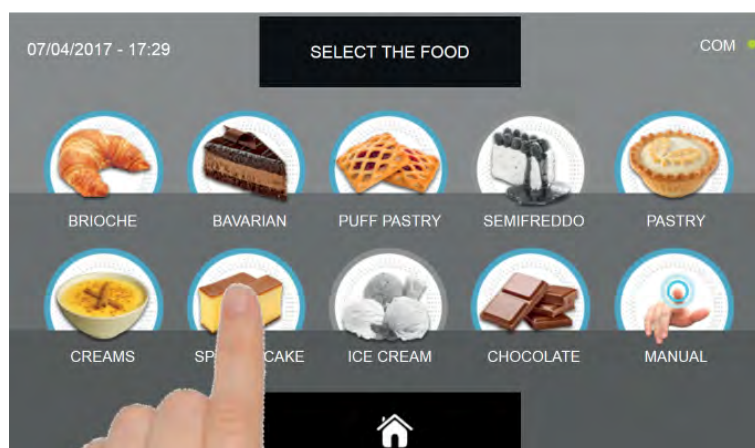 07/04/2017 - 17:29
SELECT THE FOOD
COM
BRIOCHE
BAVARIAN
PUFF PASTRY
SEMIFREDDO
PASTRY
CREAMS
CAKE
ICE CREAM
CHOCOLATE
MANUAL